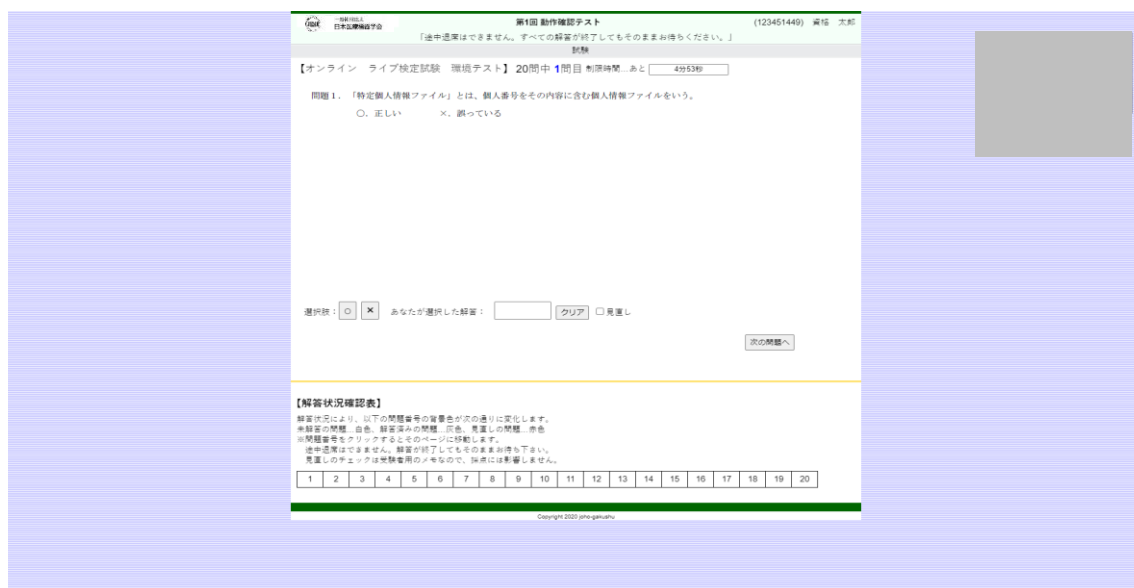 一般社団法人
日本医療機器学会
第1回 動作確認テスト
(123451449) 資格 太郎
「途中退席はできません。すべての解答が終了してもそのままお待ちください。」
試験
【オンライン ライブ検定試験 環境テスト】 20問中 1問目 制限時間…あと 4分53秒
問題1. 「特定個人情報ファイル」とは、個人番号をその内容に含む個人情報ファイルをいう。
○. 正しい ×. 誤っている
選択肢: ○ × あなたが選択した解答: クリア 見直し
次の問題へ
【解答状況確認表】
解答状況により、以下の問題番号の背景色が次の通りに変化します。
未解答の問題…白色、解答済みの問題…灰色、見直しの問題…赤色
※問題番号をクリックするとそのページに移動します。
途中退席はできません。解答が終了してもそのままお待ち下さい。
見直しのチェックは受験者用のメモなので、採点には影響しません。
1 2 3 4 5 6 7 8 9 10 11 12 13 14 15 16 17 18 19 20
Copyright 2020 joho-gakushu